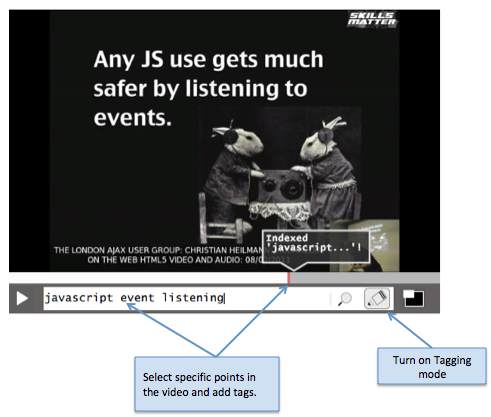 SKILLS
MATTER
Any JS use gets much
safer by listening to
events.
Indexed
'javascript...'!
THE LONDON AJAX USER GROUP: CHRISTIAN HEILMAN
ON THE WEB HTML5 VIDEO AND AUDIO: 08/
javascript event listening
Select specific points in
the video and add tags.
Turn on Tagging
mode